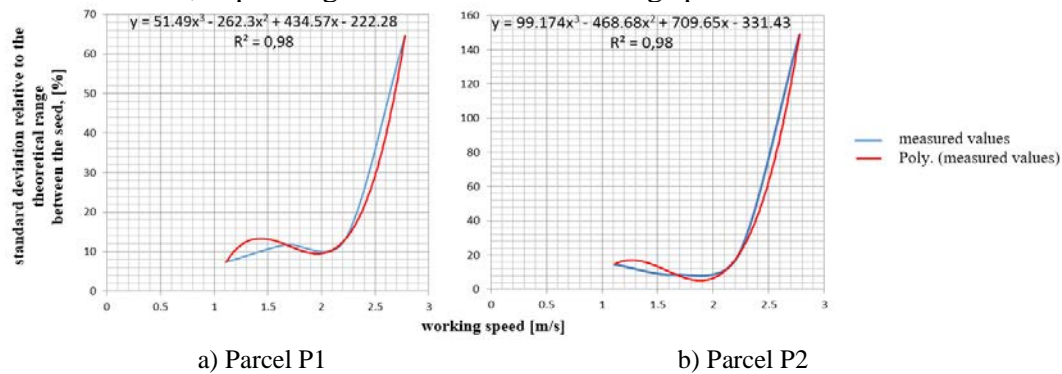 y = 51.49x³ - 262.3x² + 434.57x - 222.28
R² = 0,98
70
60
50
40
30
20
10
0
0 0.5 1 1.5 2 2.5 3
standard deviation relative to the
theoretical range
between the seed, [%]
y = 99.174x³ - 468.68x² + 709.65x - 331.43
R² = 0,98
160
140
120
100
80
60
40
20
0
0 0.5 1 1.5 2 2.5 3
measured values
Poly. (measured values)
working speed [m/s]
a) Parcel P1 b) Parcel P2